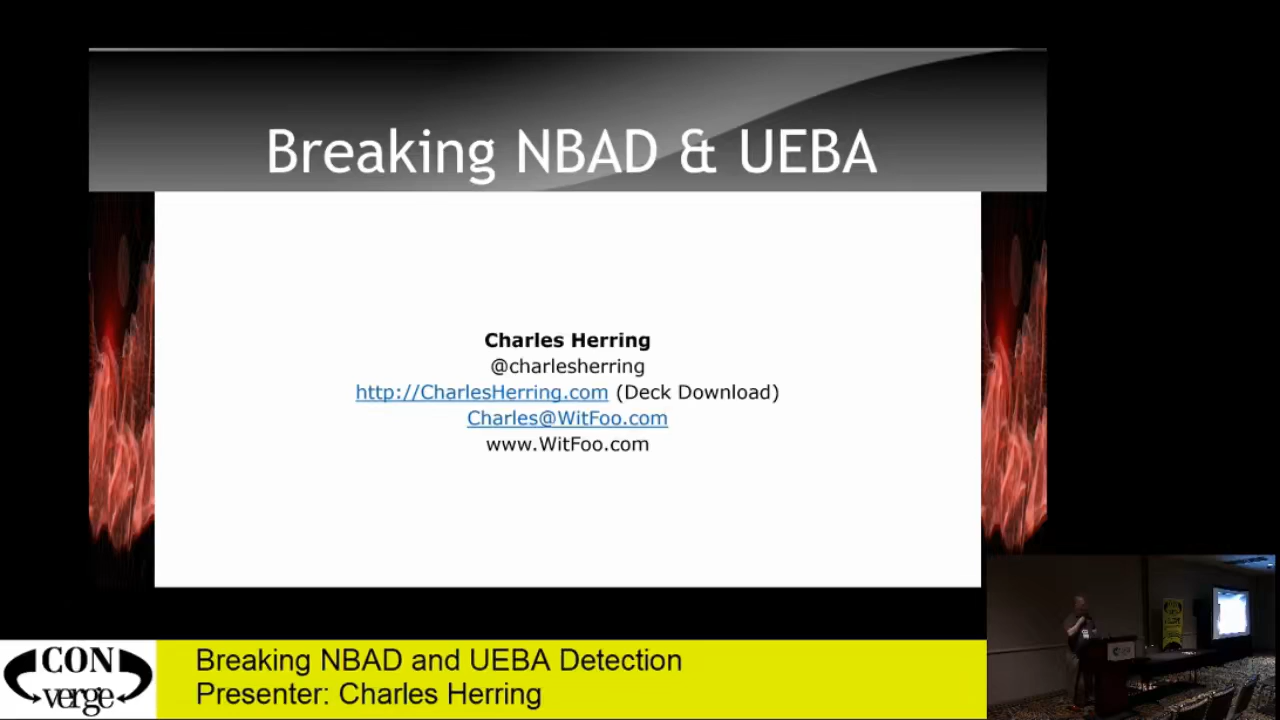 Breaking NBAD & UEBA
Charles Herring
@charlesherring
http://CharlesHerring.com (Deck Download)
Charles@WitFoo.com
www.WitFoo.com
CON
verge
Breaking NBAD and UEBA Detection
Presenter: Charles Herring